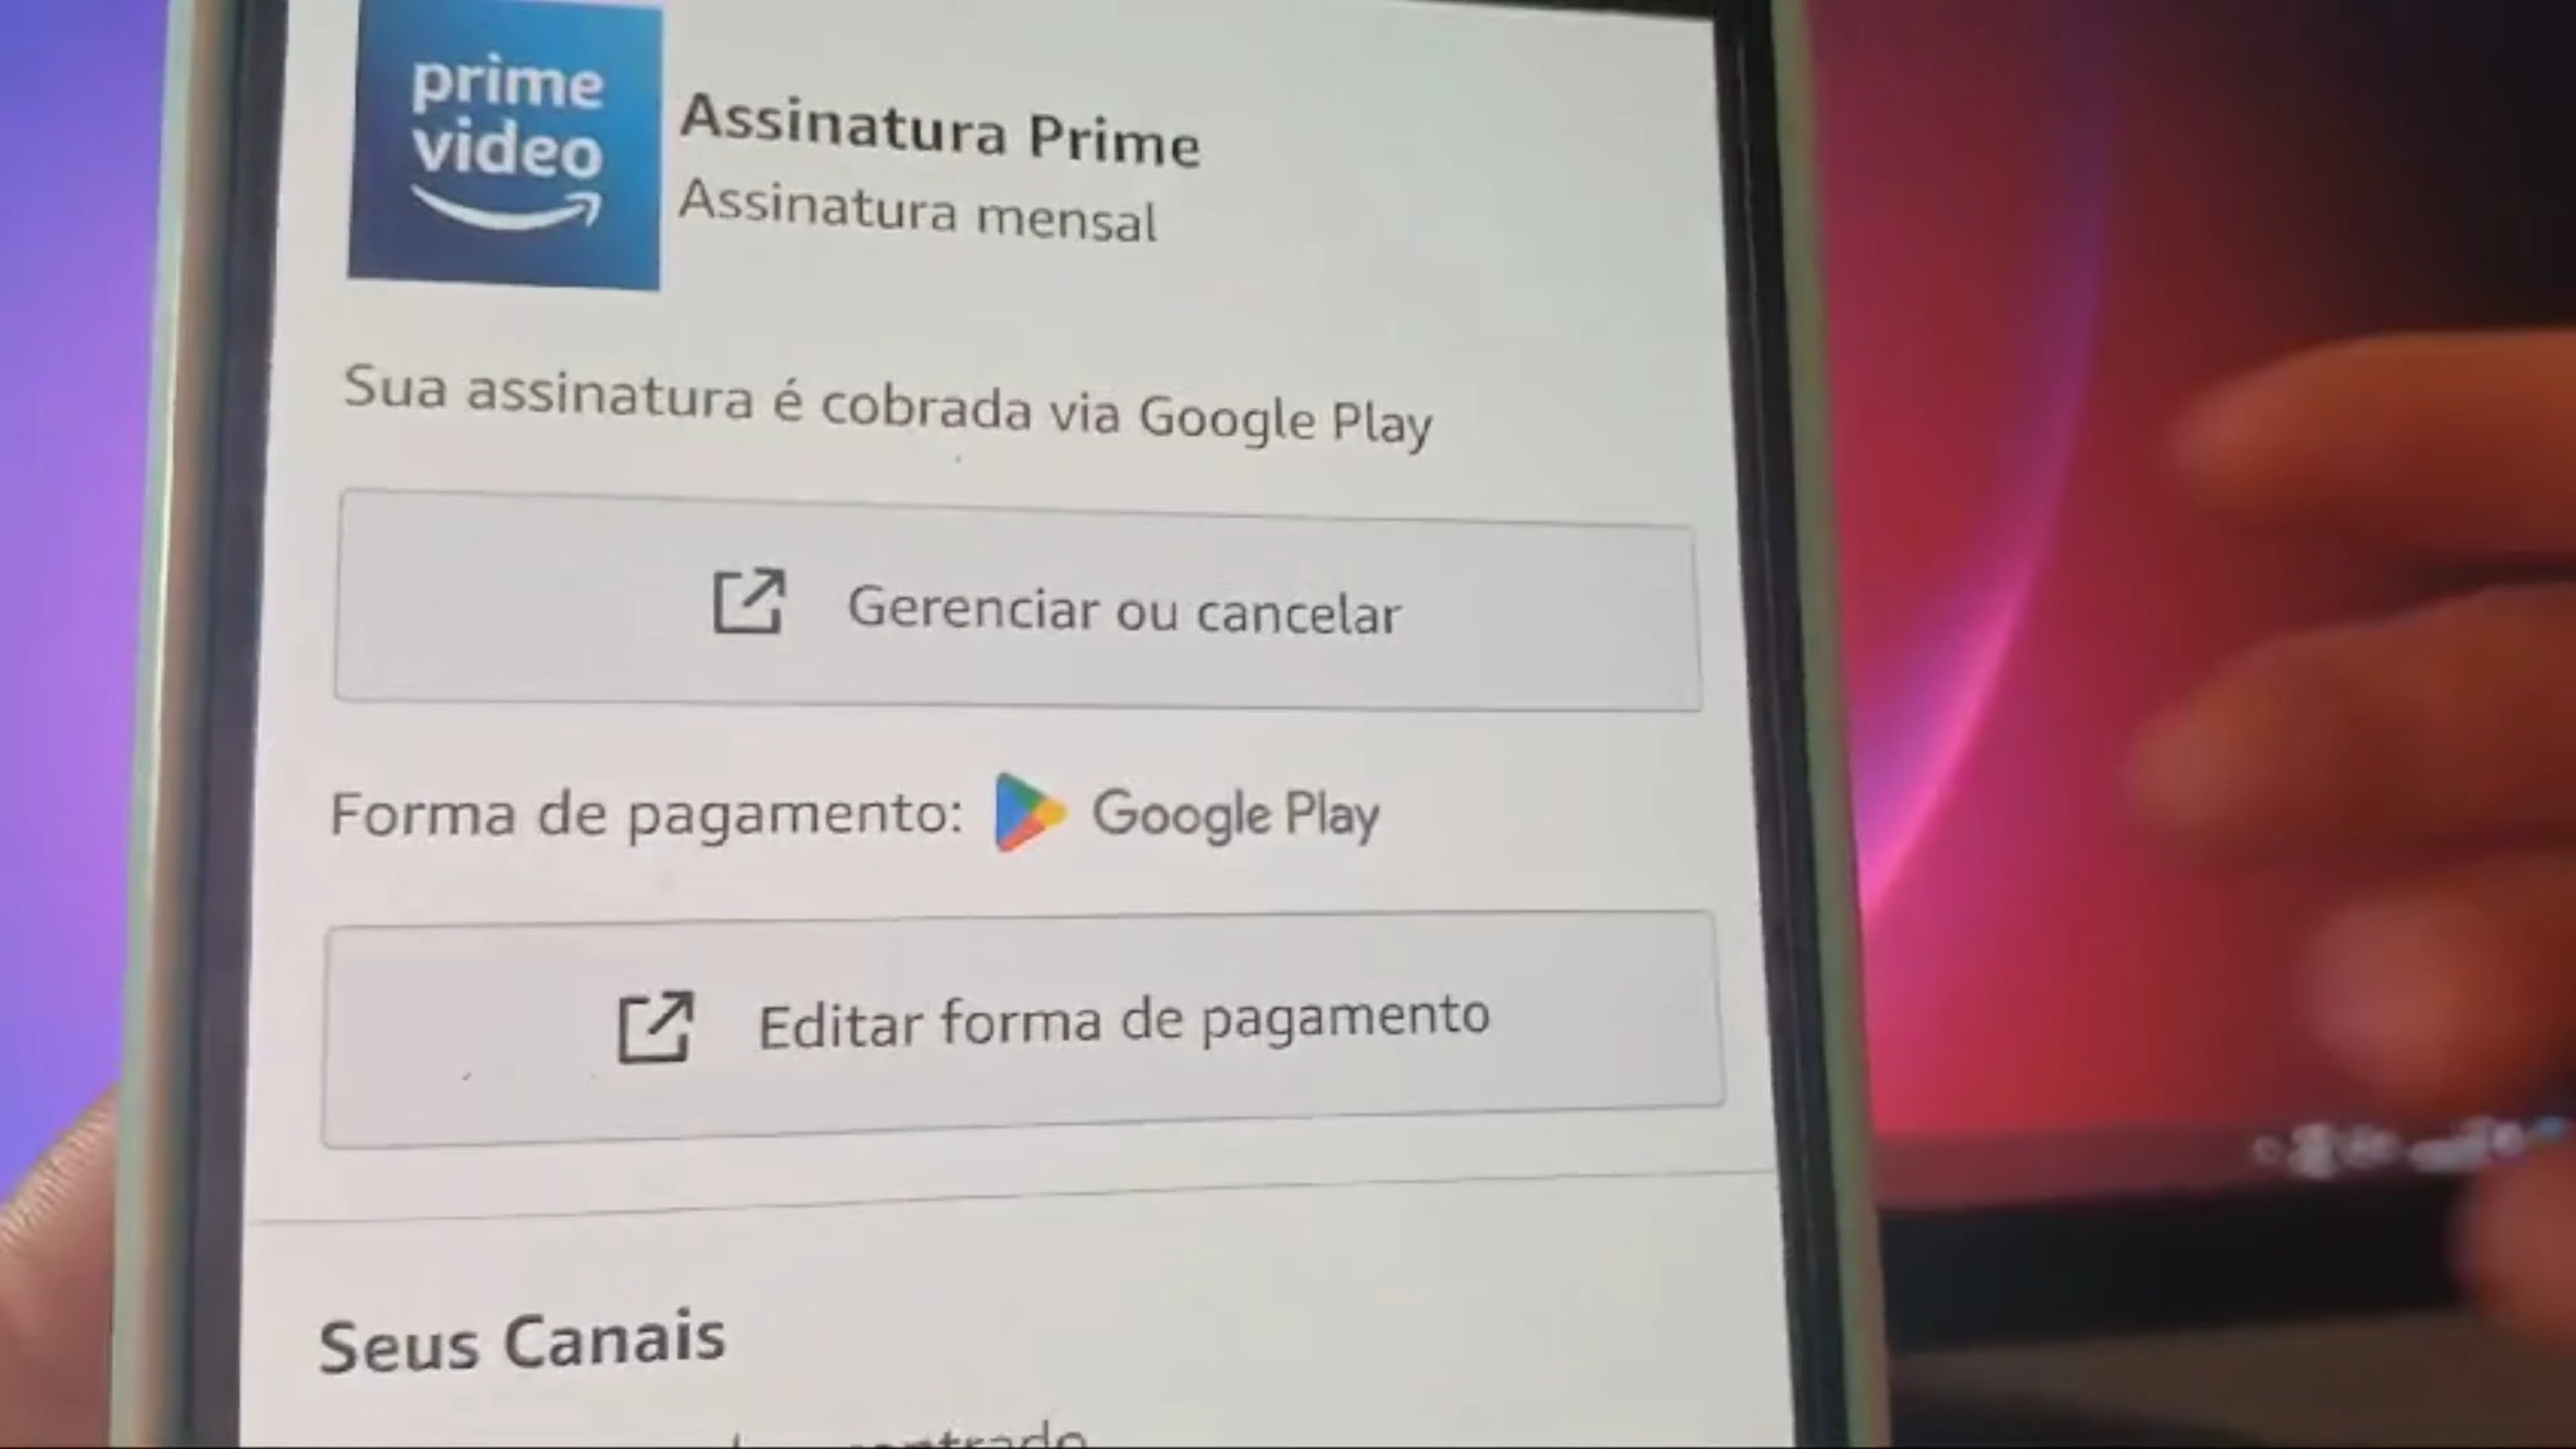 prime
video
Assinatura Prime
Assinatura mensal
Sua assinatura é cobrada via Google Play
Gerenciar ou cancelar
Forma de pagamento: Google Play
Editar forma de pagamento
Seus Canais